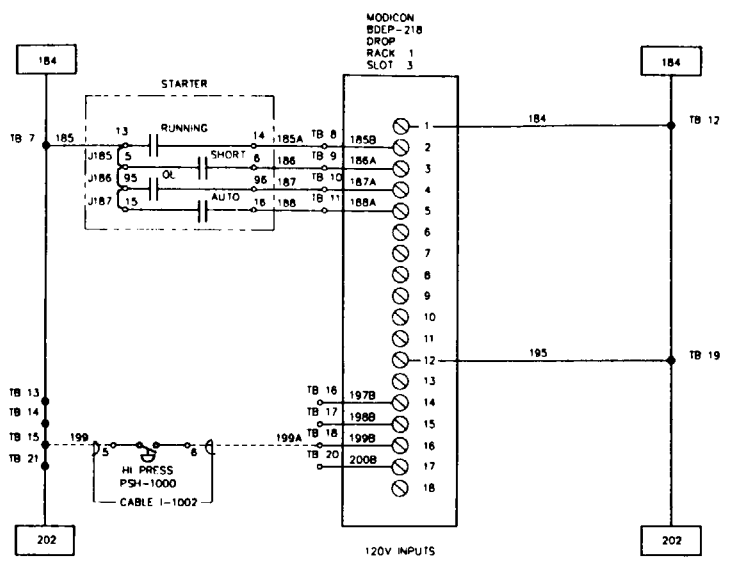 MODICON
BDEP-218
DROP
RACK 1
SLOT 3
184
184
STARTER
TB 7
185
13
RUNNING
14
185A
TB 8
185B
1
184
TB 12
2
J185
5
SHORT
6
186
TB 9
186A
3
J186
95
OL
96
187
TB 10
187A
4
J187
15
AUTO
16
188
TB 11
188A
5
6
7
8
9
10
11
12
195
TB 19
13
TB 13
TB 16
197B
14
TB 14
TB 17
198B
15
TB 15
199
5
6
199A
TB 18
199B
16
TB 21
TB 20
200B
17
HI PRESS
PSH-1000
CABLE I-1002
18
202
120V INPUTS
202